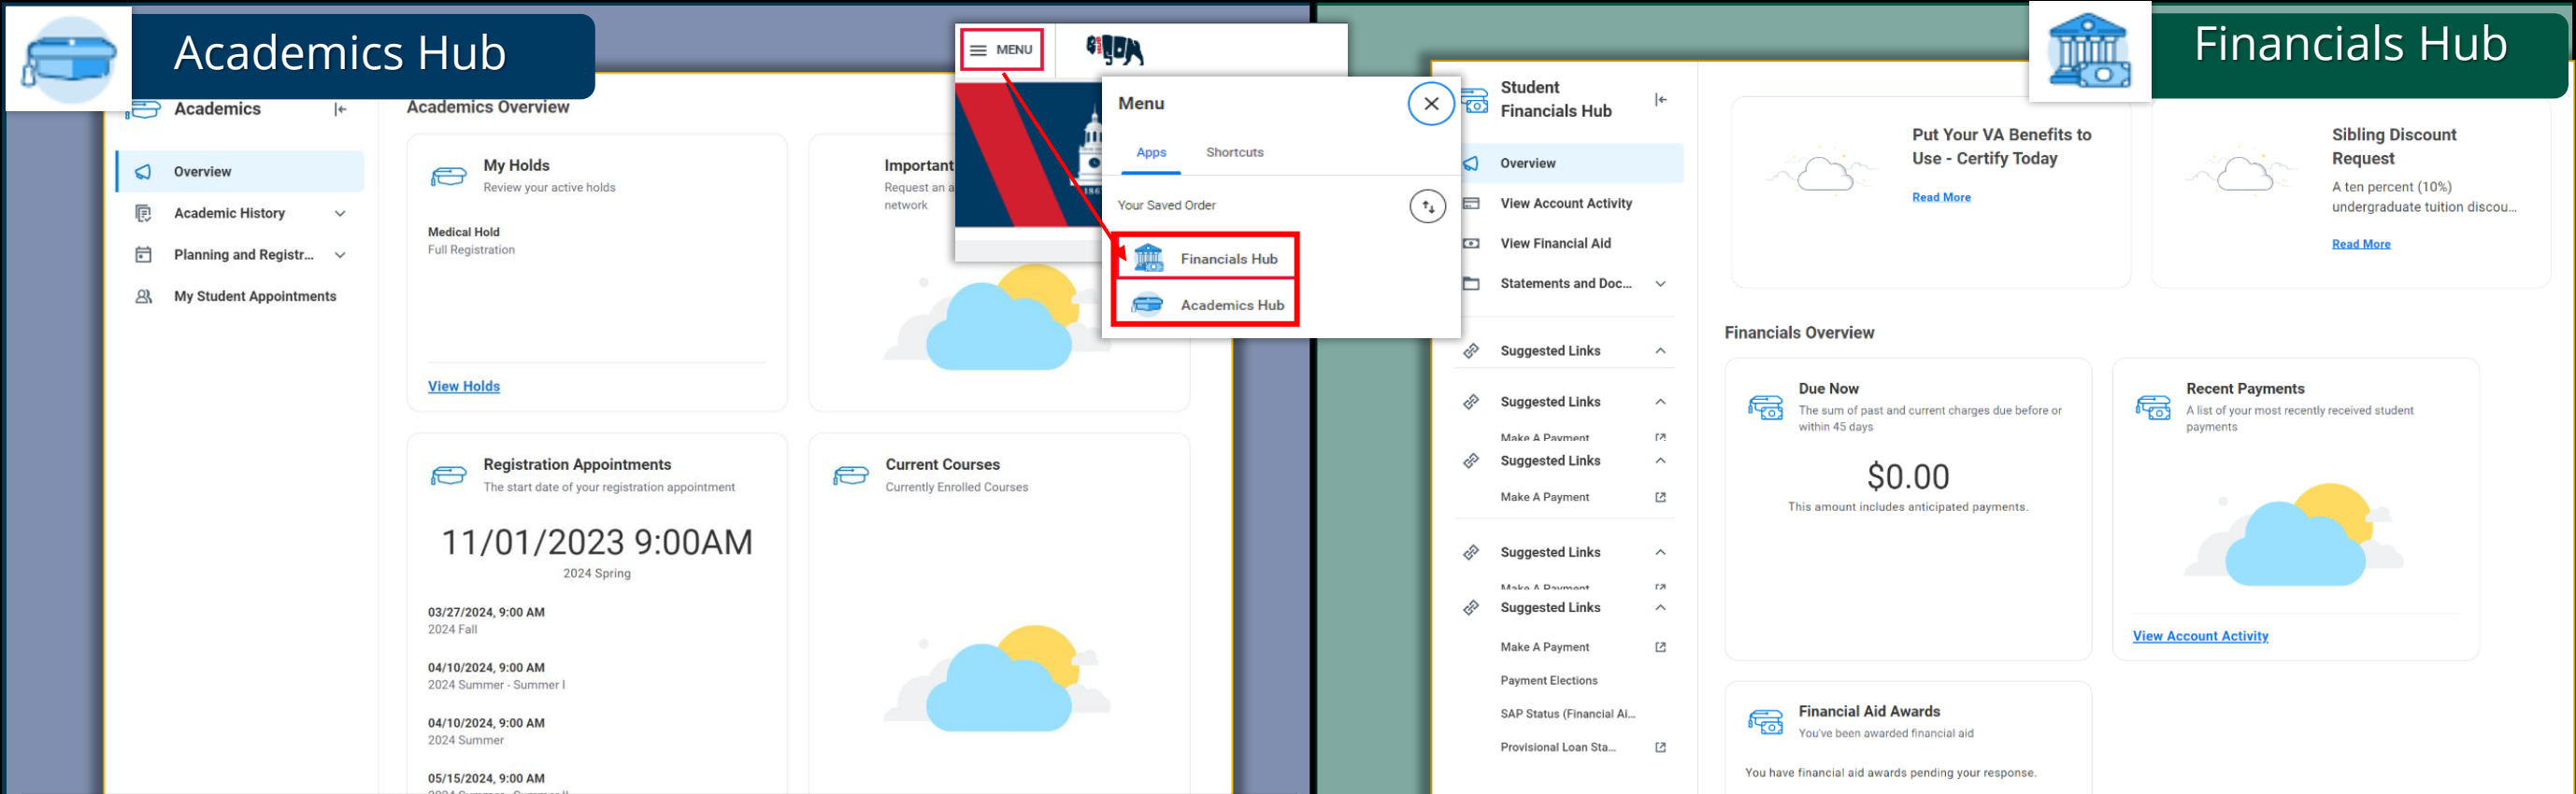 Academics Hub
Academics
Overview
Academic History
Planning and Registr...
My Student Appointments
Academics Overview
My Holds
Review your active holds
Medical Hold
Full Registration
View Holds
Important
Request an a
network
Registration Appointments
The start date of your registration appointment
11/01/2023 9:00AM
2024 Spring
03/27/2024, 9:00 AM
2024 Fall
04/10/2024, 9:00 AM
2024 Summer - Summer I
04/10/2024, 9:00 AM
2024 Summer
05/15/2024, 9:00 AM
Current Courses
Currently Enrolled Courses
MENU
Menu
Apps
Shortcuts
Your Saved Order
Financials Hub
Academics Hub
Financials Hub
Student
Financials Hub
Overview
View Account Activity
View Financial Aid
Statements and Doc...
Suggested Links
Suggested Links
Make A Payment
Suggested Links
Make A Payment
Suggested Links
Make A Payment
Suggested Links
Make A Payment
Payment Elections
SAP Status (Financial Ai...
Provisional Loan Sta...
Put Your VA Benefits to
Use - Certify Today
Read More
Sibling Discount
Request
A ten percent (10%)
undergraduate tuition discou...
Read More
Financials Overview
Due Now
The sum of past and current charges due before or
within 45 days
$0.00
This amount includes anticipated payments.
Recent Payments
A list of your most recently received student
payments
View Account Activity
Financial Aid Awards
You've been awarded financial aid
You have financial aid awards pending your response.